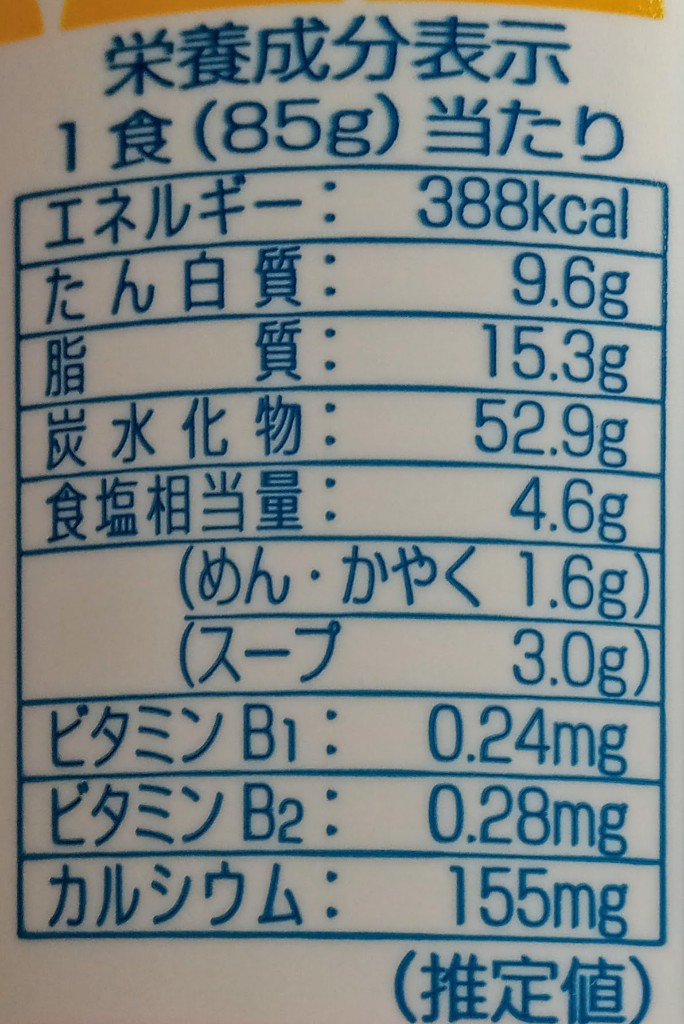 栄養成分表示
1食(85g)当たり
エネルギー: 388kcal
たん白質: 9.6g
脂質: 15.3g
炭水化物: 52.9g
食塩相当量: 4.6g
(めん・かやく 1.6g)
(スープ 3.0g)
ビタミンB1: 0.24mg
ビタミンB2: 0.28mg
カルシウム: 155mg
(推定値)